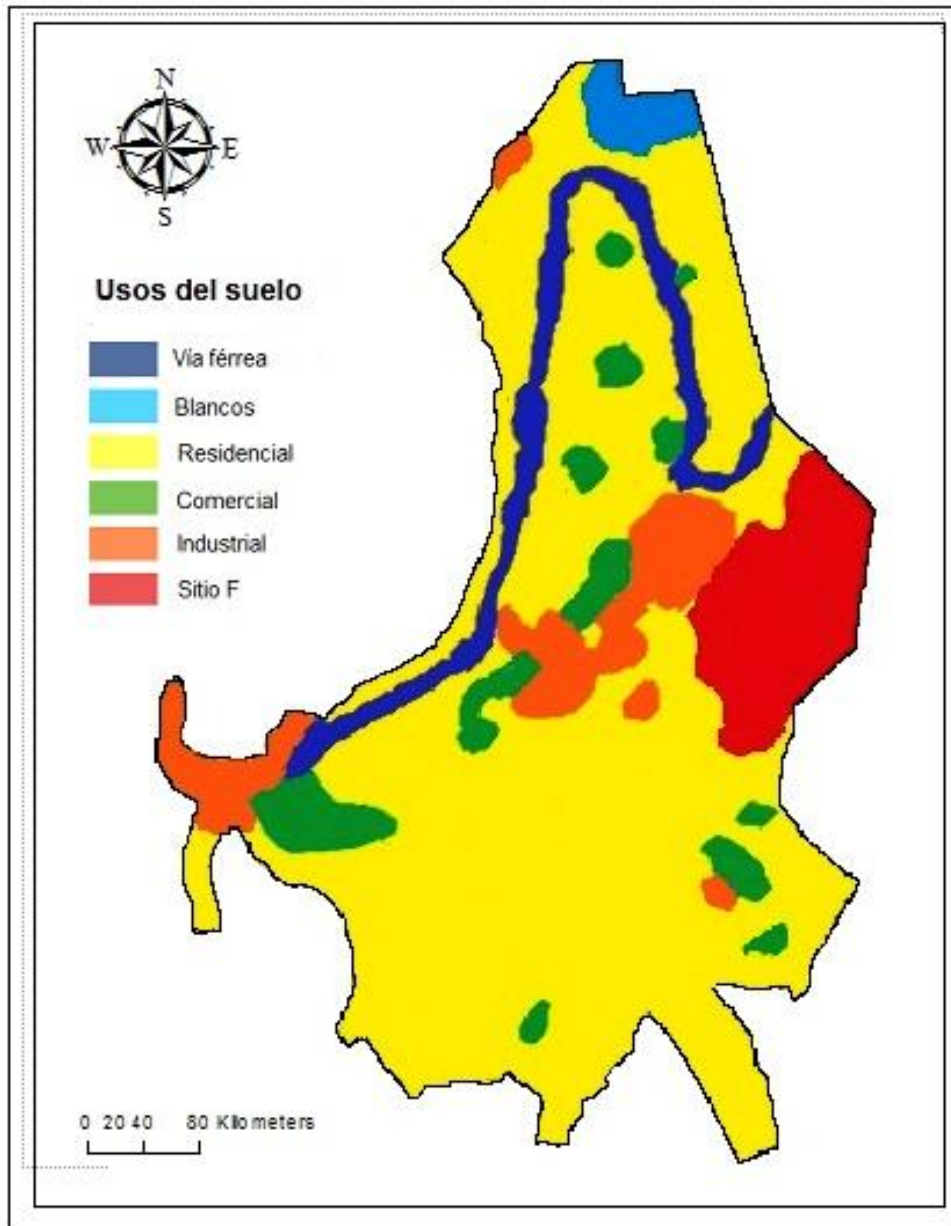 N
W E
S
Usos del suelo
Vía férrea
Blancos
Residencial
Comercial
Industrial
Sitio F
0 20 40 80 Kilometers